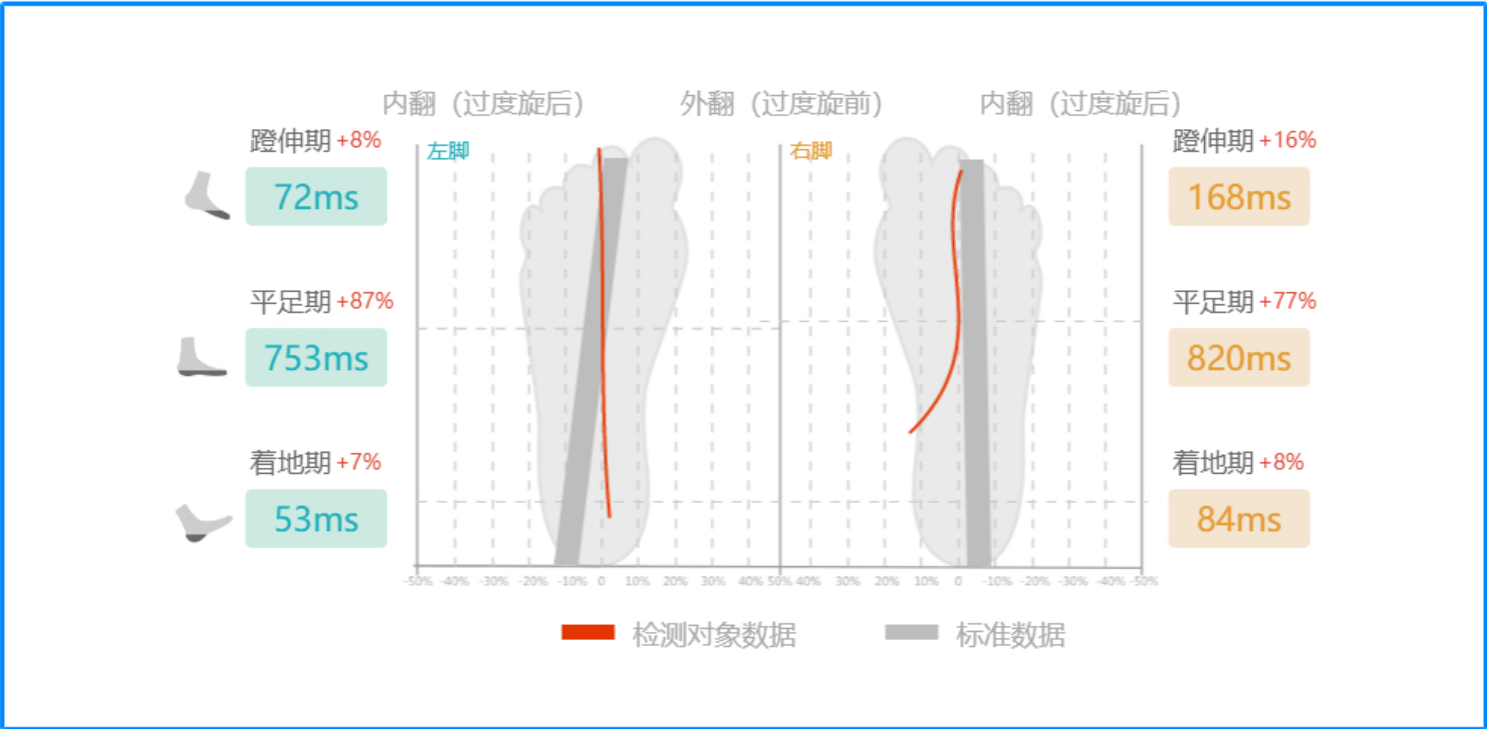 内翻（过度旋后） 外翻（过度旋前） 内翻（过度旋后）
蹬伸期 +8% 左脚 右脚 蹬伸期 +16%
72ms 168ms
平足期 +87% 平足期 +77%
753ms 820ms
着地期 +7% 着地期 +8%
53ms 84ms
-50% -40% -30% -20% -10% 0 10% 20% 30% 40% 50% 40% 30% 20% 10% 0 -10% -20% -30% -40% -50%
检测对象数据 标准数据